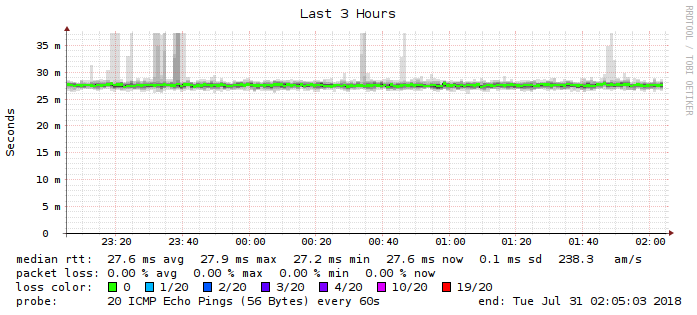 Last 3 Hours
RRDTOOL / TOBI OETIKER
Seconds
35 m
30 m
25 m
20 m
15 m
10 m
5 m
0
23:20 23:40 00:00 00:20 00:40 01:00 01:20 01:40 02:00
median rtt: 27.6 ms avg 27.9 ms max 27.2 ms min 27.6 ms now 0.1 ms sd 238.3 am/s
packet loss: 0.00 % avg 0.00 % max 0.00 % min 0.00 % now
loss color: 0 1/20 2/20 3/20 4/20 10/20 19/20
probe: 20 ICMP Echo Pings (56 Bytes) every 60s end: Tue Jul 31 02:05:03 2018